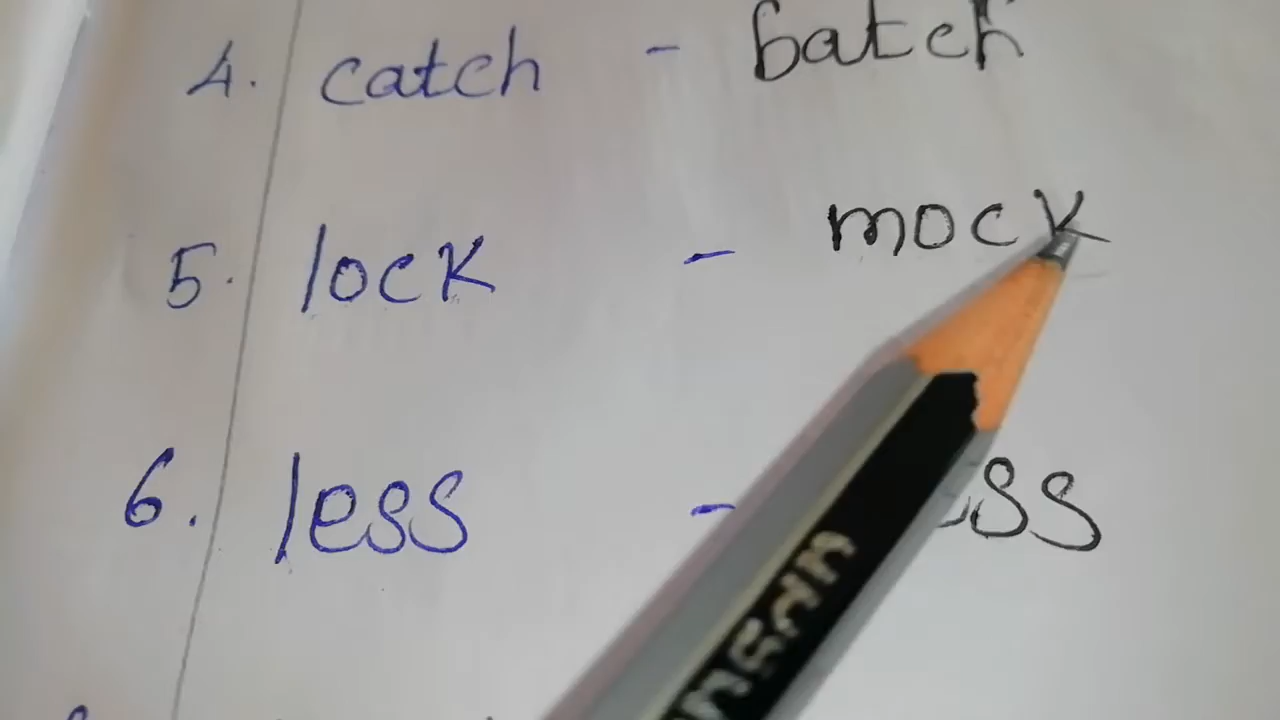 4. catch - batch
5. lock - mock
6. less -